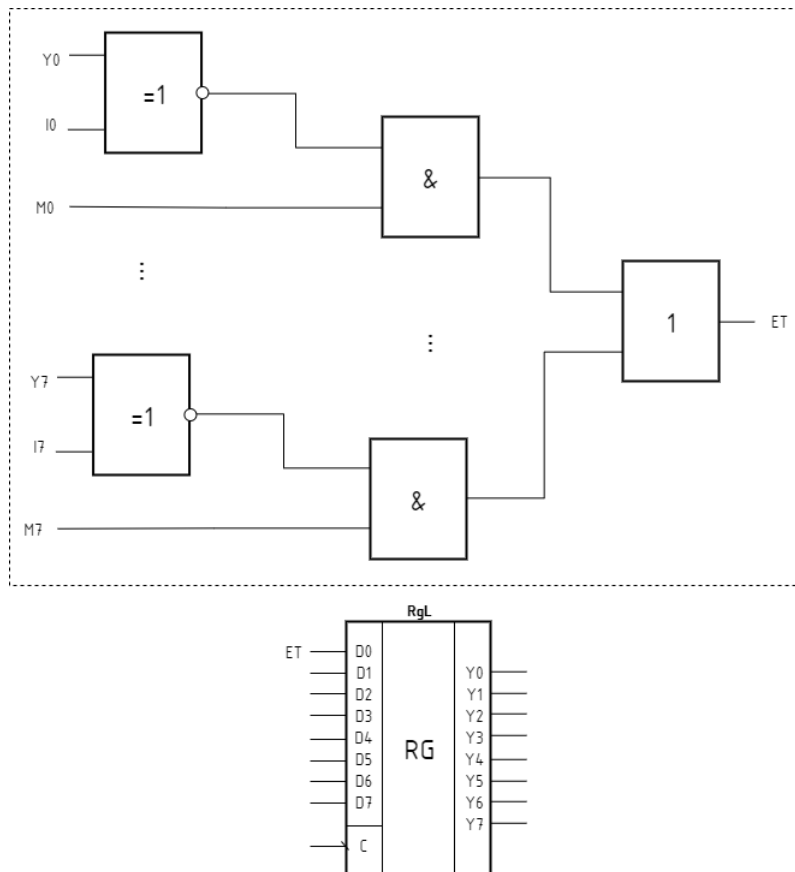 Y0
=1
I0
&
M0
⋮
1
ET
⋮
Y7
=1
I7
&
M7
RgL
ET
D0
D1
Y0
D2
Y1
D3
Y2
D4
Y3
D5
RG
Y4
D6
Y5
D7
Y6
Y7
C